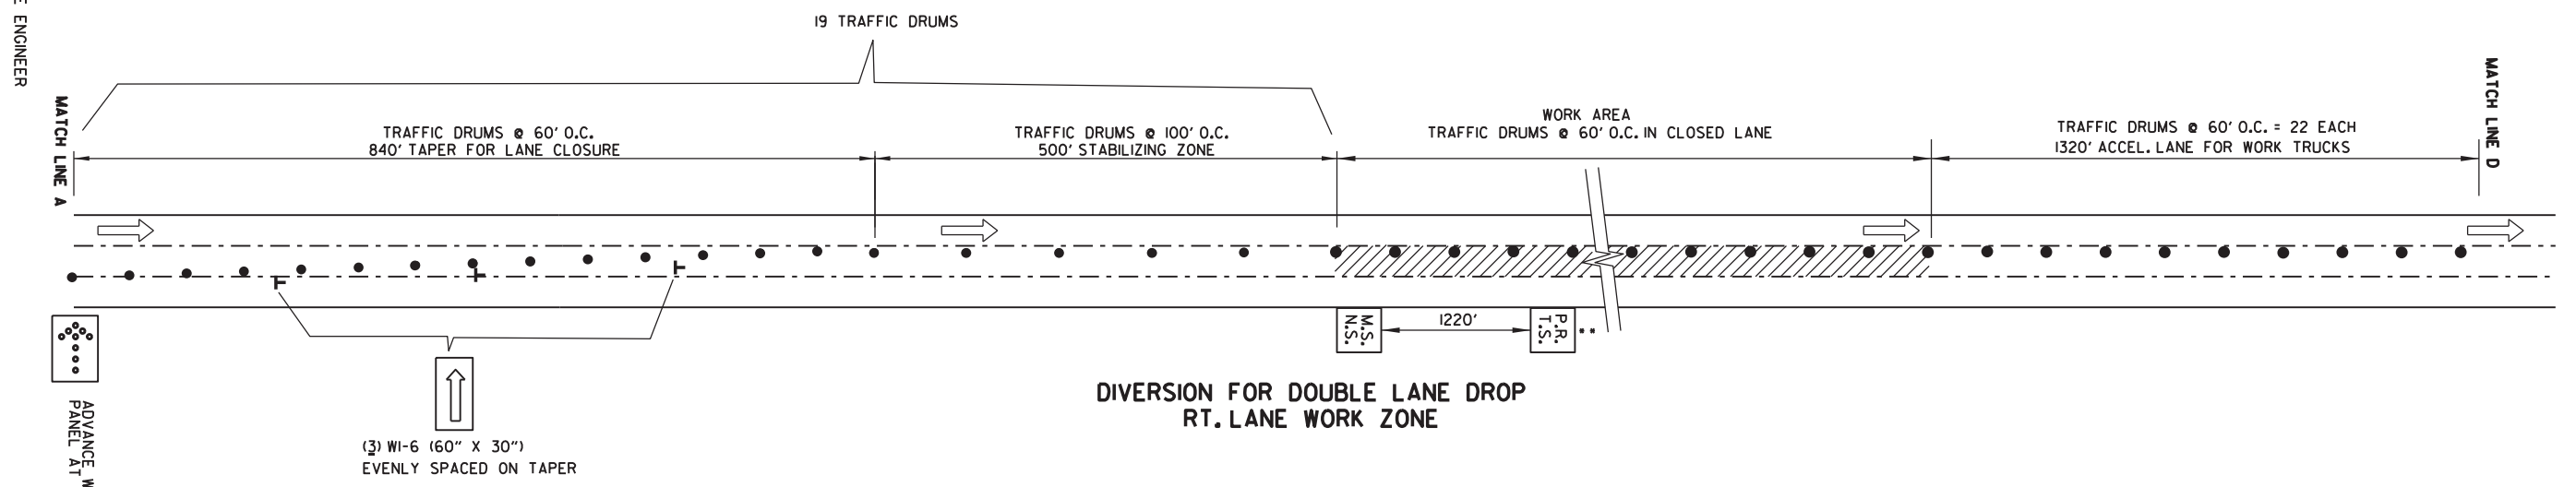 E ENGINEER
19 TRAFFIC DRUMS
MATCH LINE A
TRAFFIC DRUMS @ 60' O.C.
840' TAPER FOR LANE CLOSURE
TRAFFIC DRUMS @ 100' O.C.
500' STABILIZING ZONE
WORK AREA
TRAFFIC DRUMS @ 60' O.C. IN CLOSED LANE
TRAFFIC DRUMS @ 60' O.C. = 22 EACH
1320' ACCEL. LANE FOR WORK TRUCKS
MATCH LINE D
M.S.
N.S.
1220'
P.R.
T.S.
**
DIVERSION FOR DOUBLE LANE DROP
RT. LANE WORK ZONE
(3) W1-6 (60" X 30")
EVENLY SPACED ON TAPER
ADVANCE W
PANEL AT